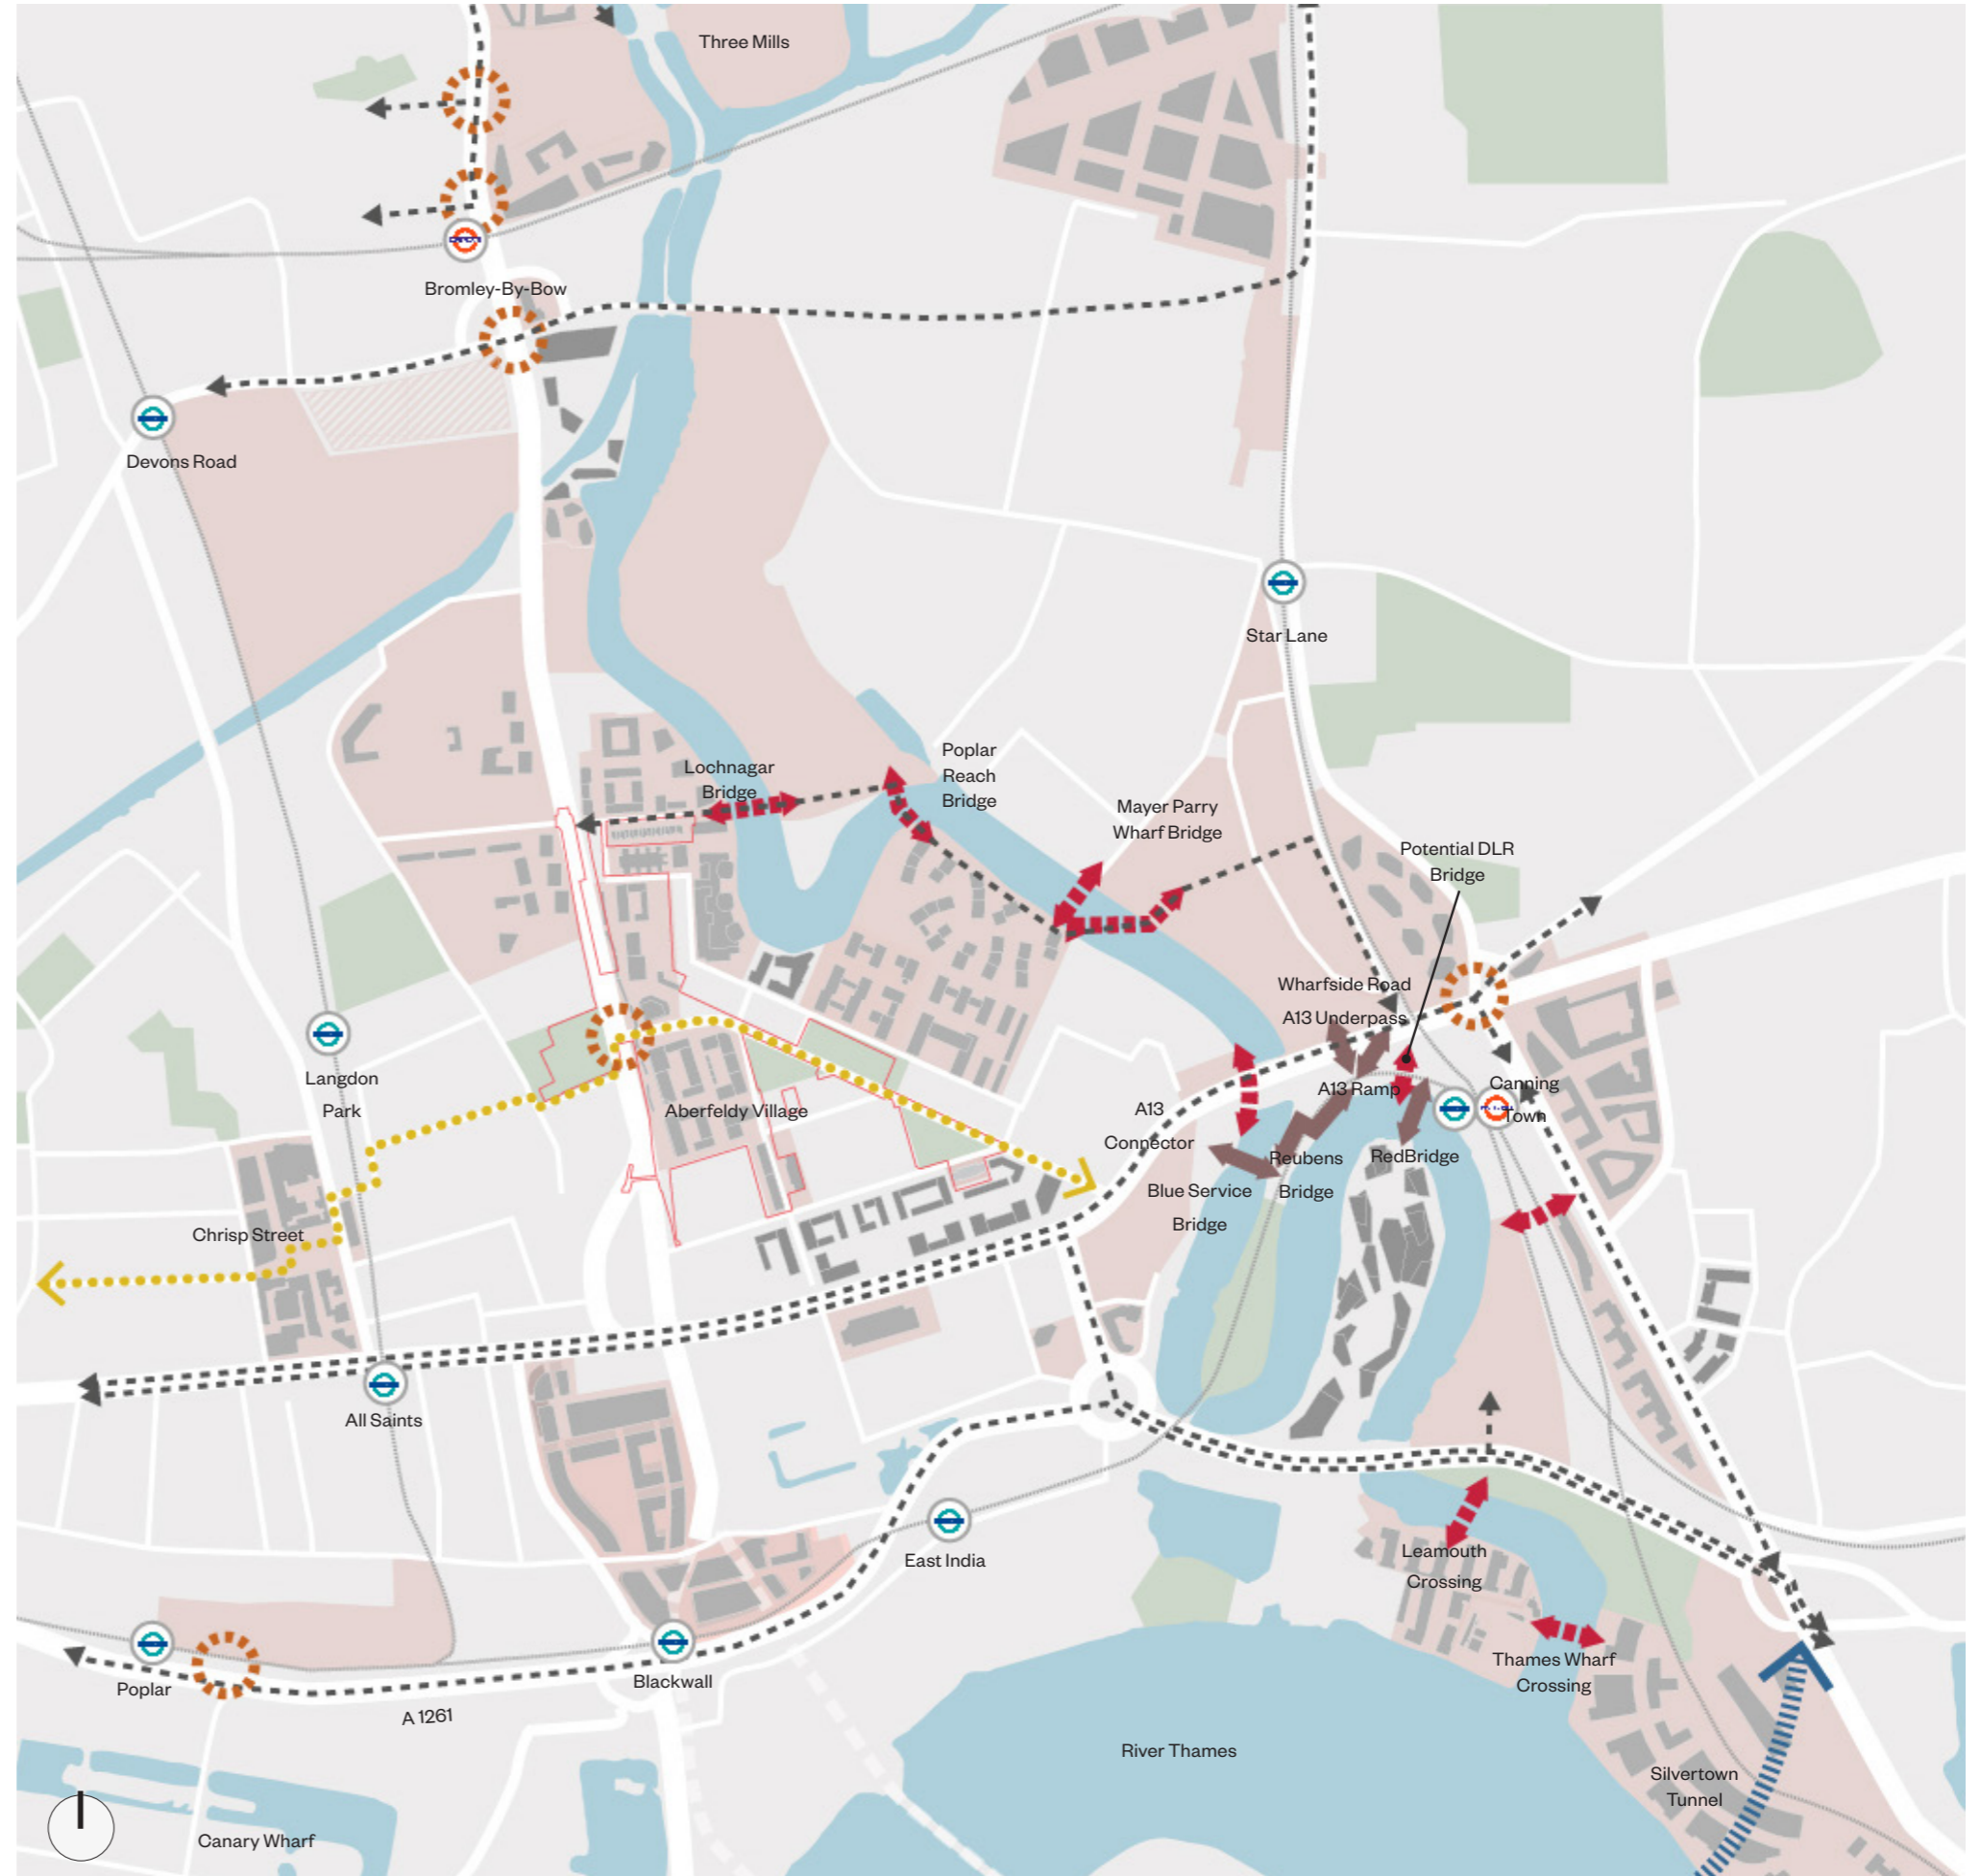 Three Mills
Bromley-By-Bow
Devons Road
Star Lane
Lochnagar
Bridge
Poplar
Reach
Bridge
Mayer Parry
Wharf Bridge
Potential DLR
Bridge
Wharfside Road
A13 Underpass
Langdon
Park
Aberfeldy Village
A13
Connector
A13 Ramp
Canning
Town
Reubens
Bridge
RedBridge
Blue Service
Bridge
Chrisp Street
All Saints
East India
Leamouth
Crossing
Thames Wharf
Crossing
Poplar
Blackwall
A 1261
River Thames
Silvertown
Tunnel
Canary Wharf